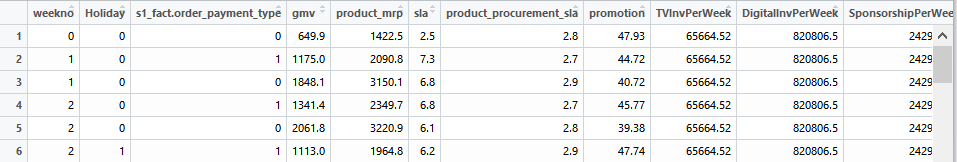 weekno Holiday s1_fact.order_payment_type gmv product_mrp sla product_procurement_sla promotion TVInvPerWeek DigitalInvPerWeek SponsorshipPerWee
1 0 0 0 649.9 1422.5 2.5 2.8 47.93 65664.52 820806.5 2429
2 1 0 1 1175.0 2090.8 7.3 2.7 44.72 65664.52 820806.5 2429
3 1 0 0 1848.1 3150.1 6.8 2.9 40.72 65664.52 820806.5 2429
4 2 0 1 1341.4 2349.7 6.8 2.7 45.77 65664.52 820806.5 2429
5 2 0 0 2061.8 3220.9 6.1 2.8 39.38 65664.52 820806.5 2429
6 2 1 1 1113.0 1964.8 6.2 2.9 47.74 65664.52 820806.5 2429